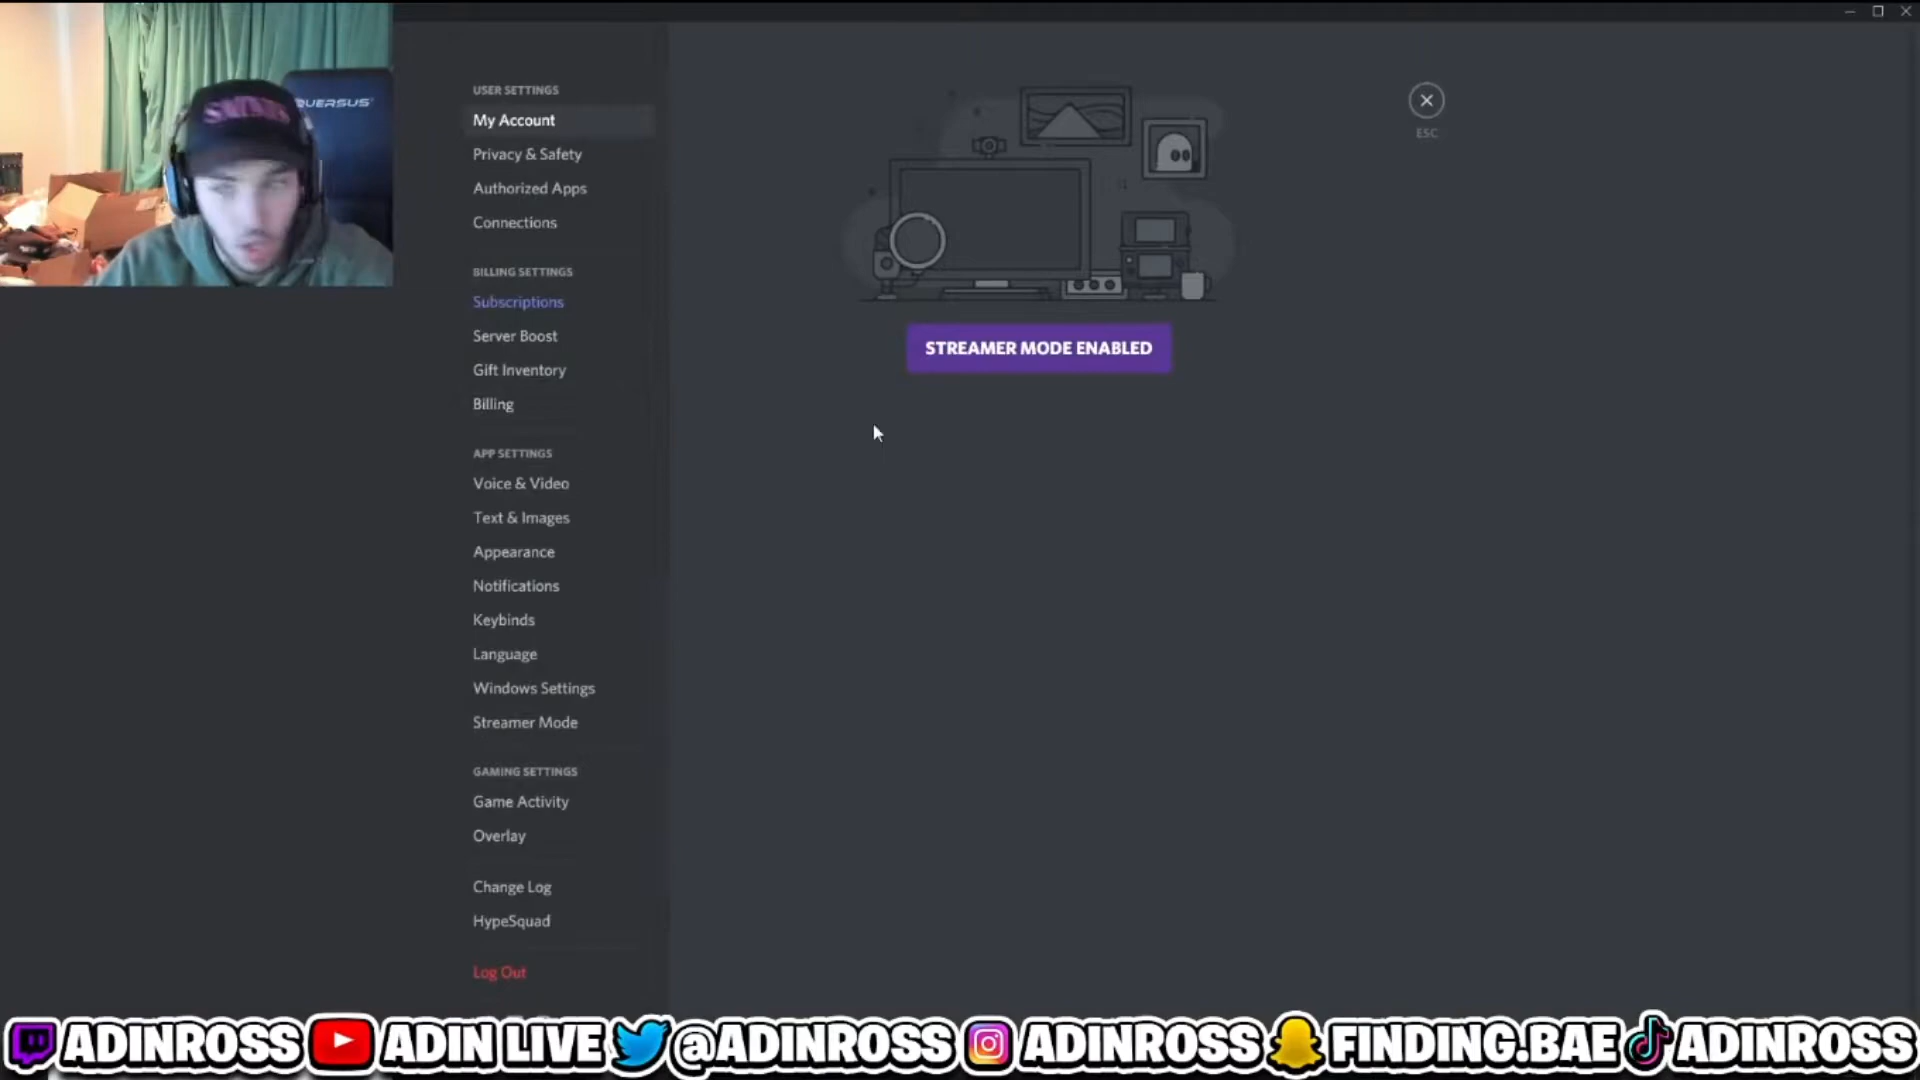 QUERSUS
USER SETTINGS
My Account
Privacy & Safety
Authorized Apps
Connections
BILLING SETTINGS
Subscriptions
Server Boost
Gift Inventory
Billing
APP SETTINGS
Voice & Video
Text & Images
Appearance
Notifications
Keybinds
Language
Windows Settings
Streamer Mode
GAMING SETTINGS
Game Activity
Overlay
Change Log
HypeSquad
Log Out
ESC
STREAMER MODE ENABLED
ADINROSS ADIN LIVE @ADINROSS ADINROSS FINDING.BAE ADINROSS